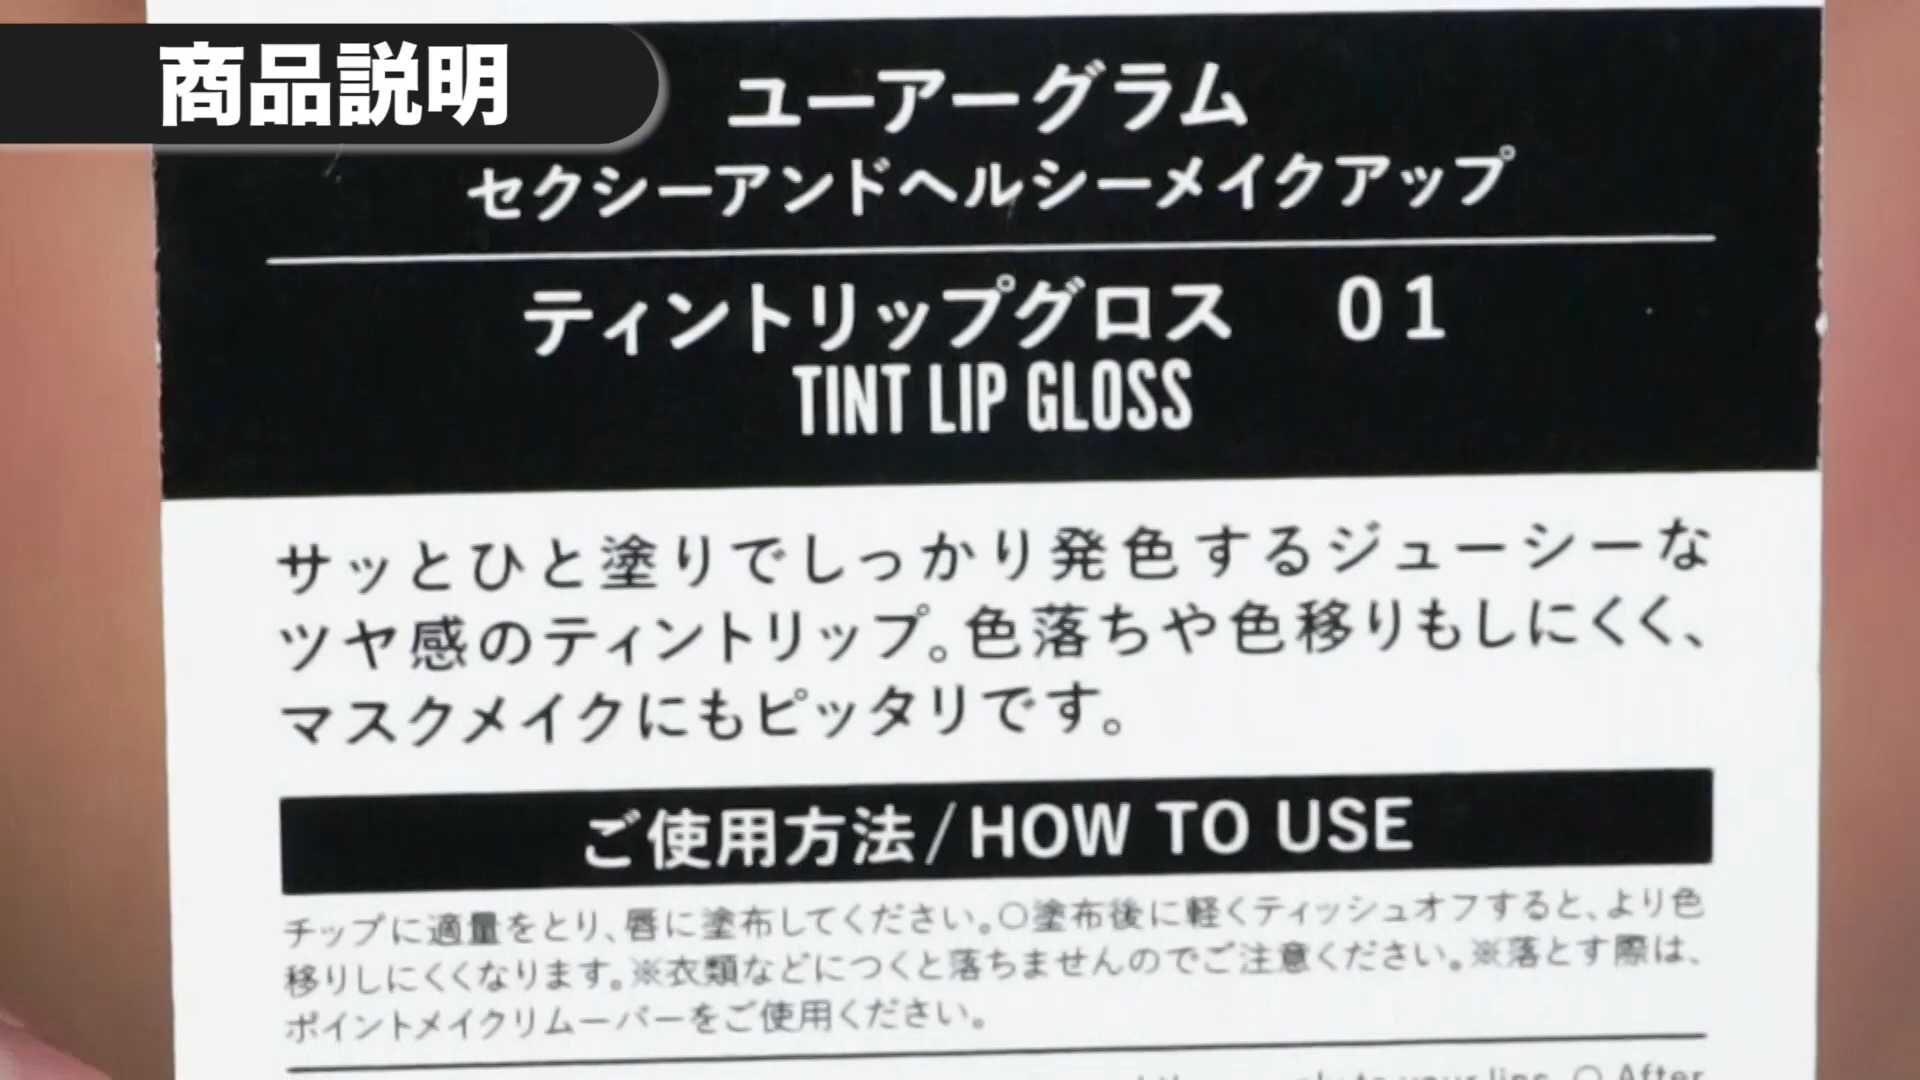 商品説明
ユーアーグラム
セクシーアンドヘルシーメイクアップ
ティントリップグロス　01
TINT LIP GLOSS
サッとひと塗りでしっかり発色するジューシーな
ツヤ感のティントリップ。色落ちや色移りもしにくく、
マスクメイクにもピッタリです。
ご使用方法/HOW TO USE
チップに適量をとり、唇に塗布してください。○塗布後に軽くティッシュオフすると、より色
移りしにくくなります。※衣類などにつくと落ちませんのでご注意ください。※落とす際は、
ポイントメイクリムーバーをご使用ください。
to your lips. ○ After